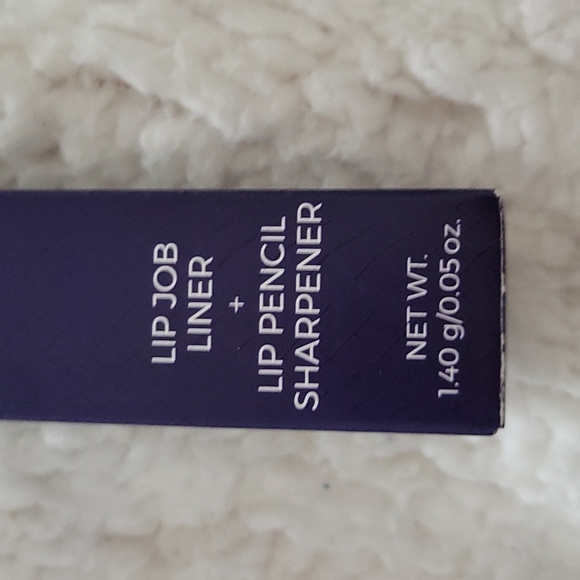 LIP JOB
LINER
+
LIP PENCIL
SHARPENER
NET WT.
1.40 g/0.05 oz.